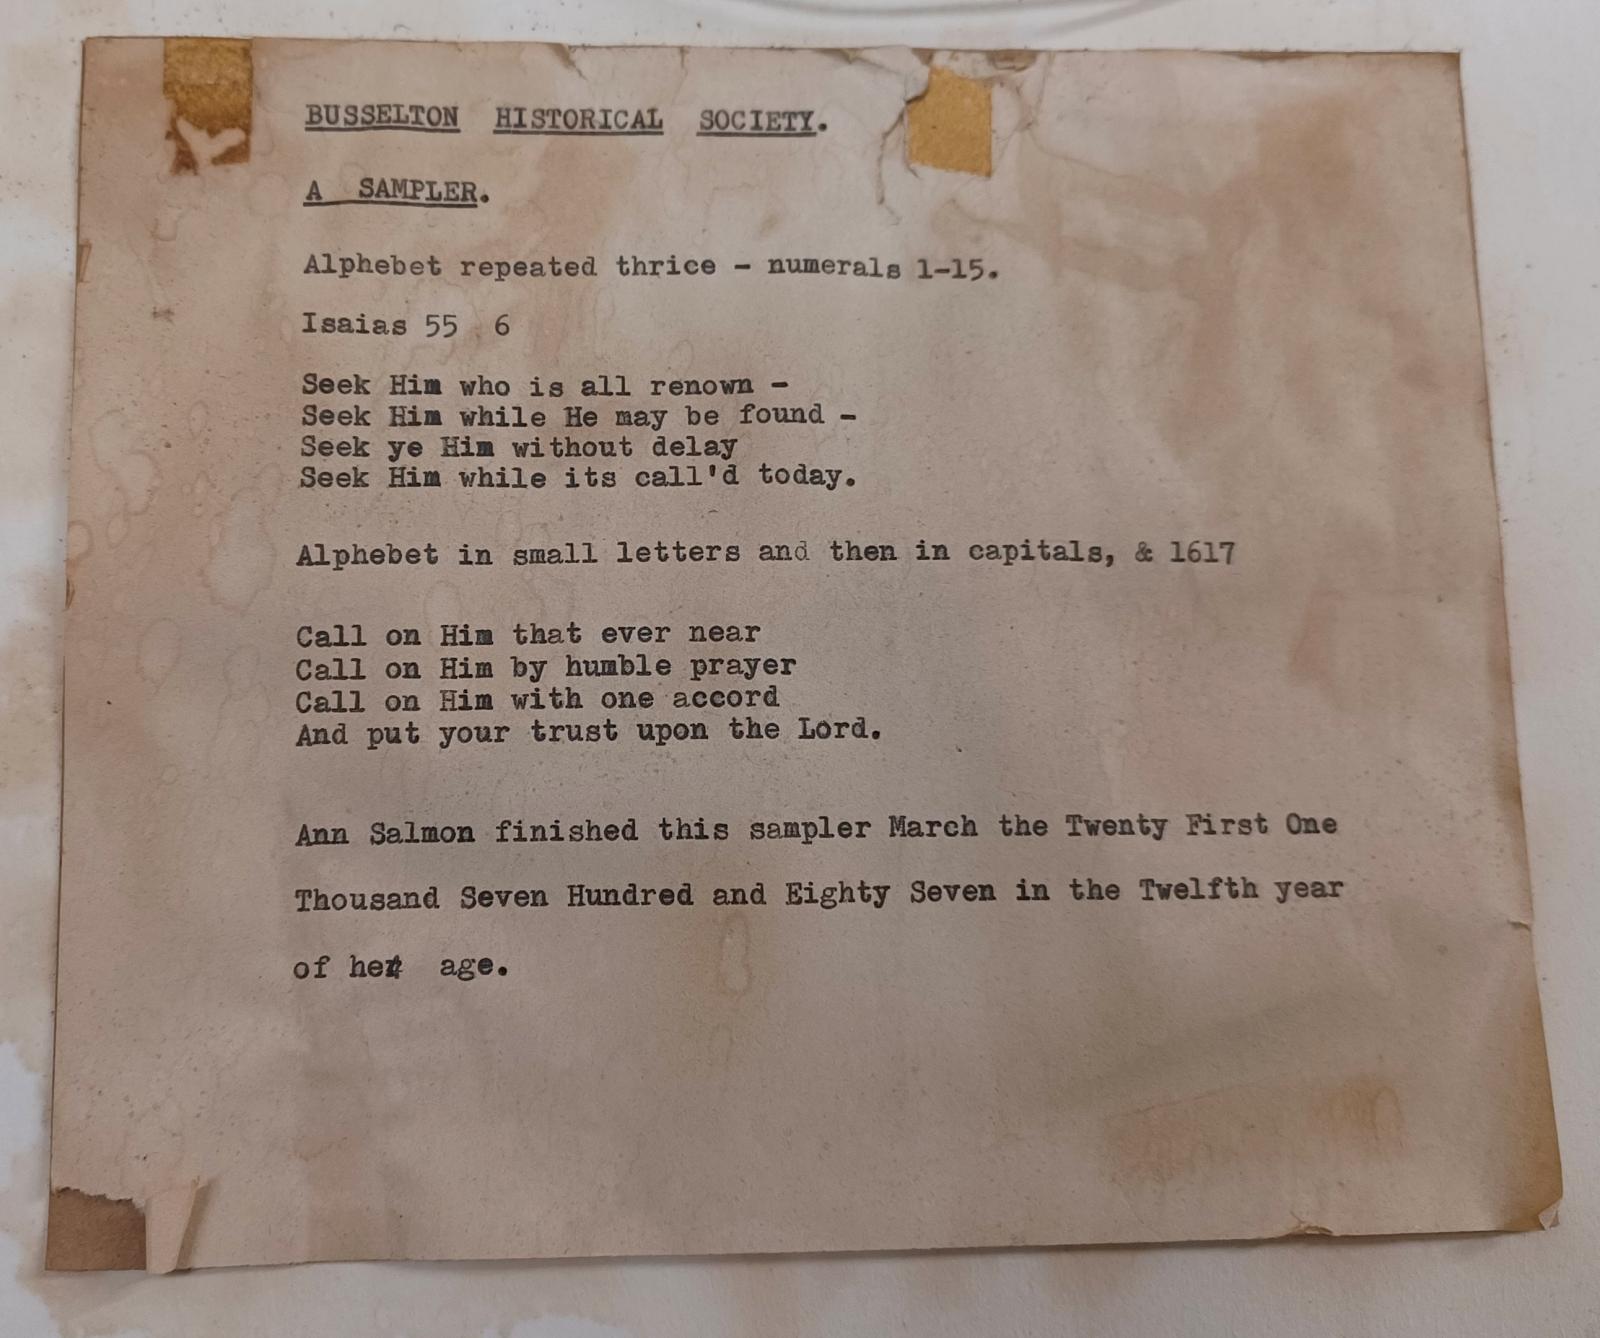 BUSSELTON HISTORICAL SOCIETY.
A SAMPLER.
Alphebet repeated thrice - numerals 1-15.
Isaias 55 6
Seek Him who is all renown -
Seek Him while He may be found -
Seek ye Him without delay
Seek Him while its call'd today.
Alphebet in small letters and then in capitals, & 1617
Call on Him that ever near
Call on Him by humble prayer
Call on Him with one accord
And put your trust upon the Lord.
Ann Salmon finished this sampler March the Twenty First One
Thousand Seven Hundred and Eighty Seven in the Twelfth year
of her age.